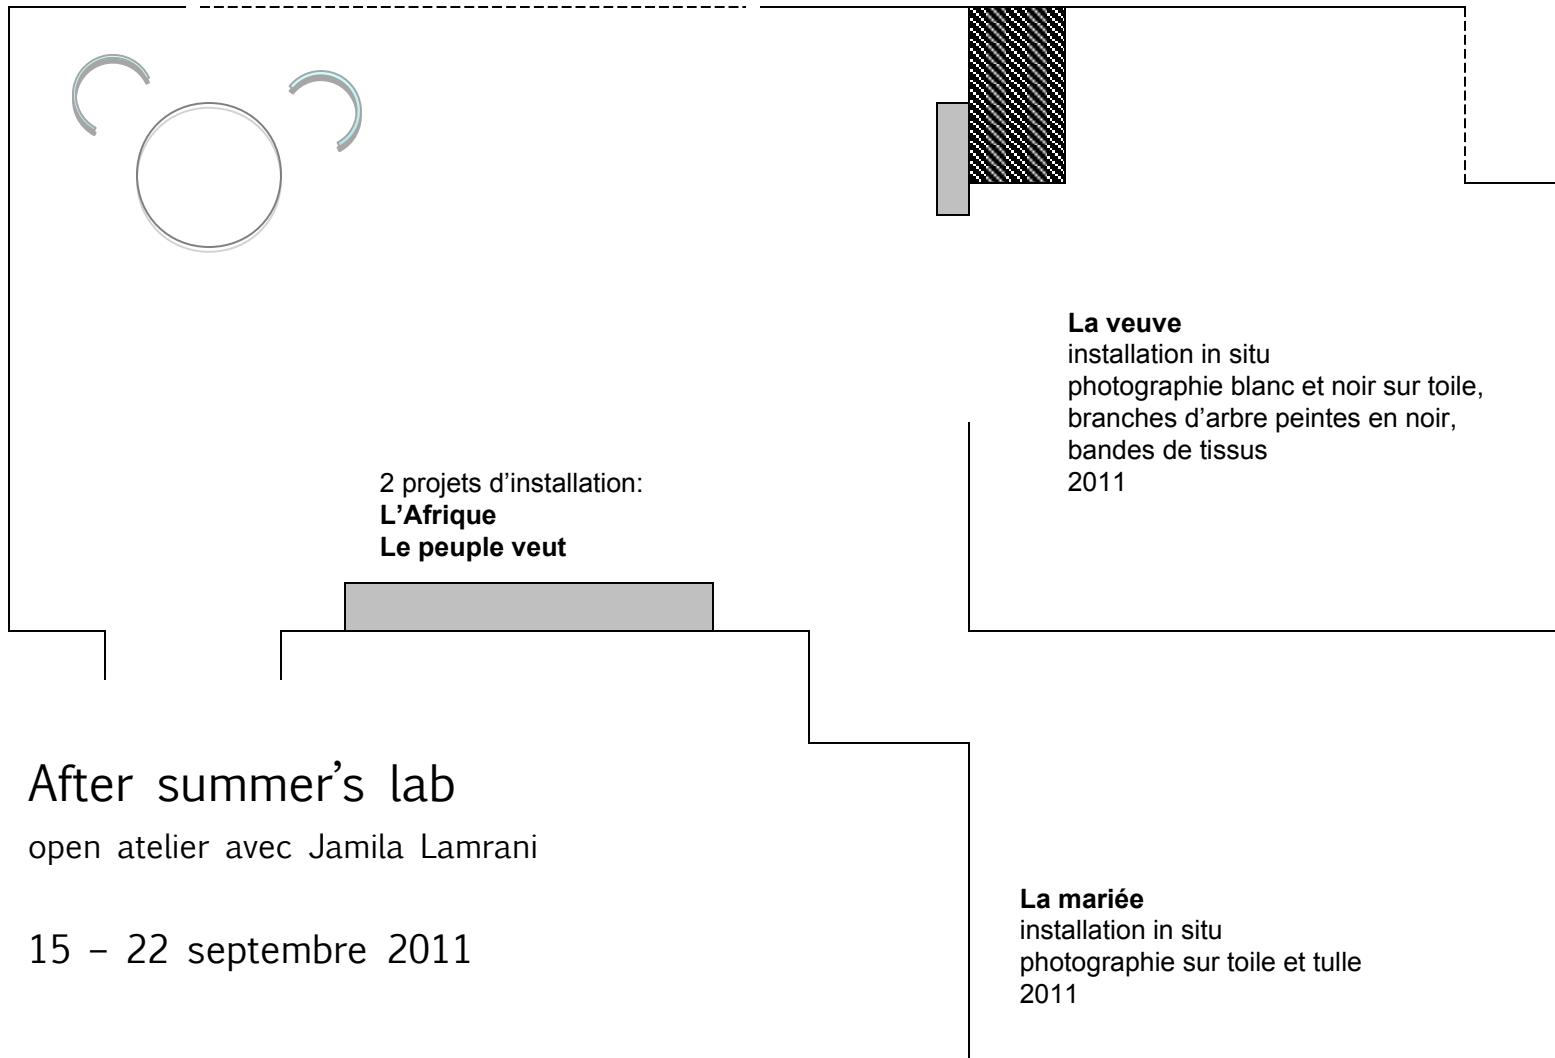 La veuve
installation in situ
photographie blanc et noir sur toile,
branches d’arbre peintes en noir,
bandes de tissus
2011
2 projets d’installation:
L’Afrique
Le peuple veut
After summer’s lab
open atelier avec Jamila Lamrani
15 – 22 septembre 2011
La mariée
installation in situ
photographie sur toile et tulle
2011